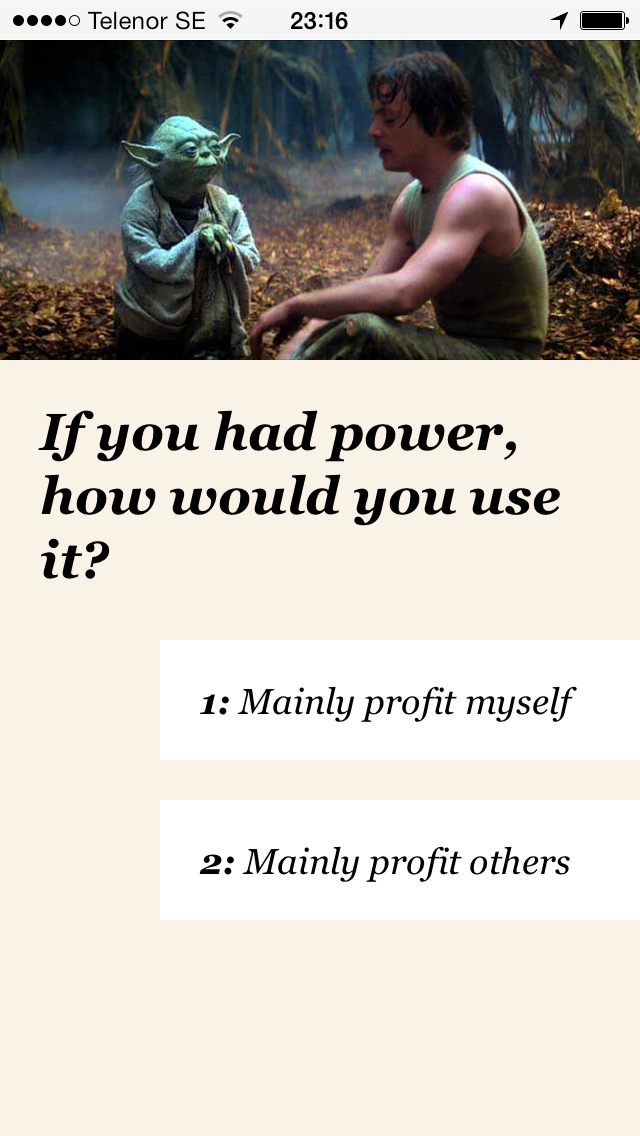 Telenor SE 23:16
If you had power,
how would you use
it?
1: Mainly profit myself
2: Mainly profit others